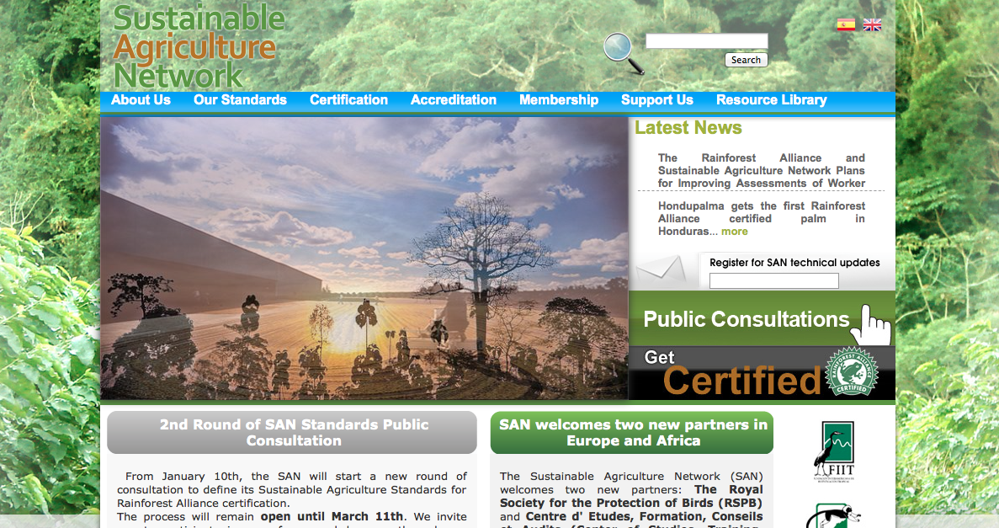 Sustainable
Agriculture
Network
Search
About Us Our Standards Certification Accreditation Membership Support Us Resource Library
Latest News
The Rainforest Alliance and
Sustainable Agriculture Network Plans
for Improving Assessments of Worker
Hondupalma gets the first Rainforest
Alliance certified palm in
Honduras... more
Register for SAN technical updates
Public Consultations
Get
Certified
RAINFOREST ALLIANCE
CERTIFIED
2nd Round of SAN Standards Public
Consultation
From January 10th, the SAN will start a new round of
consultation to define its Sustainable Agriculture Standards for
Rainforest Alliance certification.
The process will remain open until March 11th. We invite
SAN welcomes two new partners in
Europe and Africa
The Sustainable Agriculture Network (SAN)
welcomes two new partners: The Royal
Society for the Protection of Birds (RSPB)
and Centre d' Etudes, Formation, Conseils
et Audits (Center of Studies, Training,
FIIT